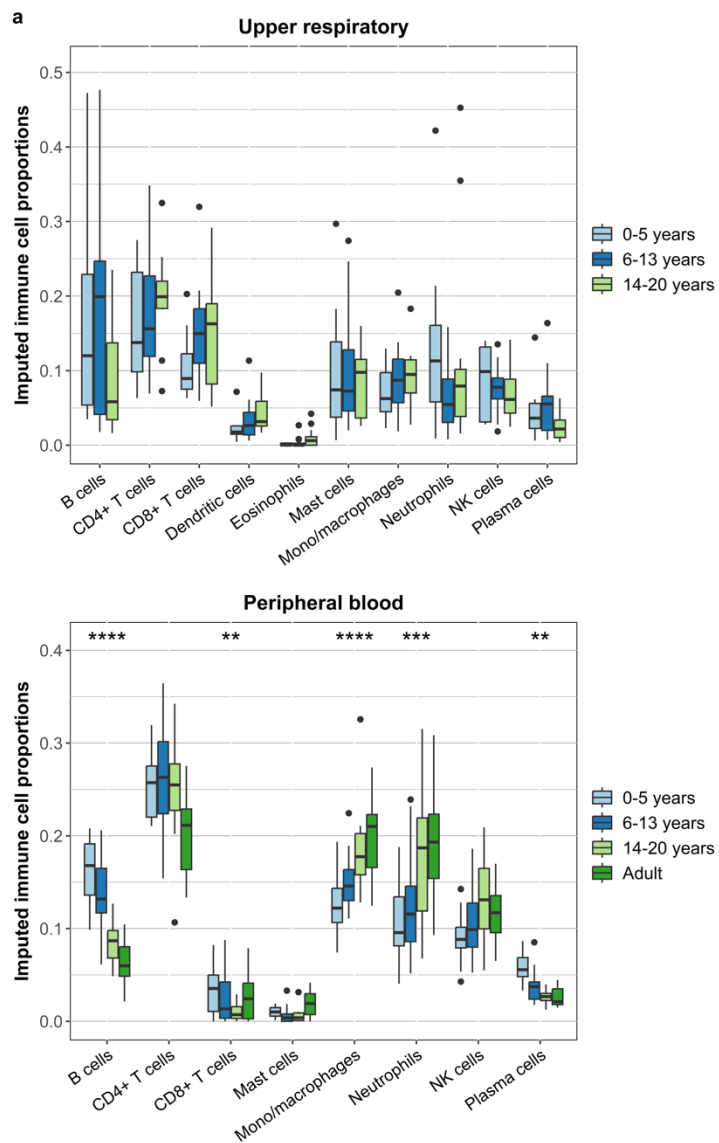 a
Upper respiratory
Imputed immune cell proportions
0.5
0.4
0.3
0.2
0.1
0.0
B cells
CD4+ T cells
CD8+ T cells
Dendritic cells
Eosinophils
Mast cells
Mono/macrophages
Neutrophils
NK cells
Plasma cells
0-5 years
6-13 years
14-20 years
Peripheral blood
Imputed immune cell proportions
0.4
0.3
0.2
0.1
0.0
**** ** **** *** **
B cells
CD4+ T cells
CD8+ T cells
Mast cells
Mono/macrophages
Neutrophils
NK cells
Plasma cells
0-5 years
6-13 years
14-20 years
Adult